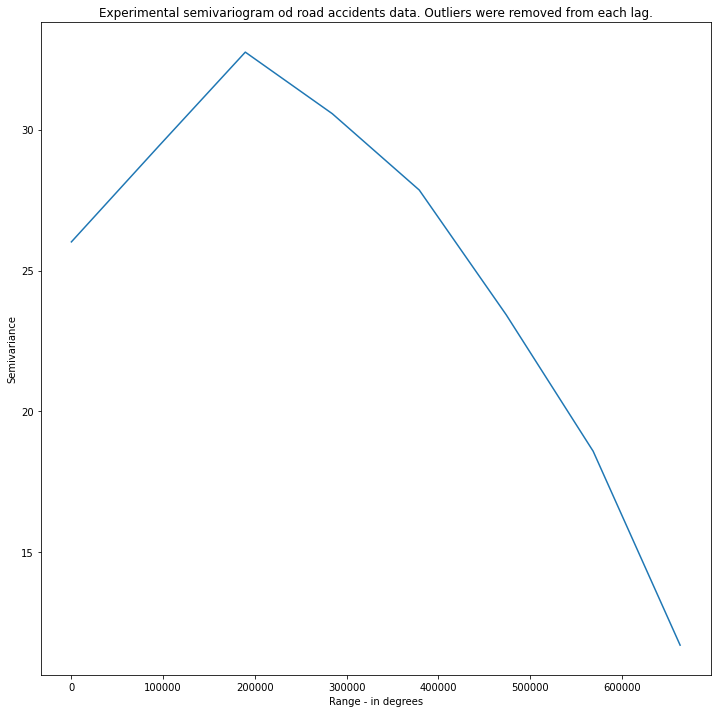 Experimental semivariogram od road accidents data. Outliers were removed from each lag.
30
25
20
15
Semivariance
0 100000 200000 300000 400000 500000 600000
Range - in degrees